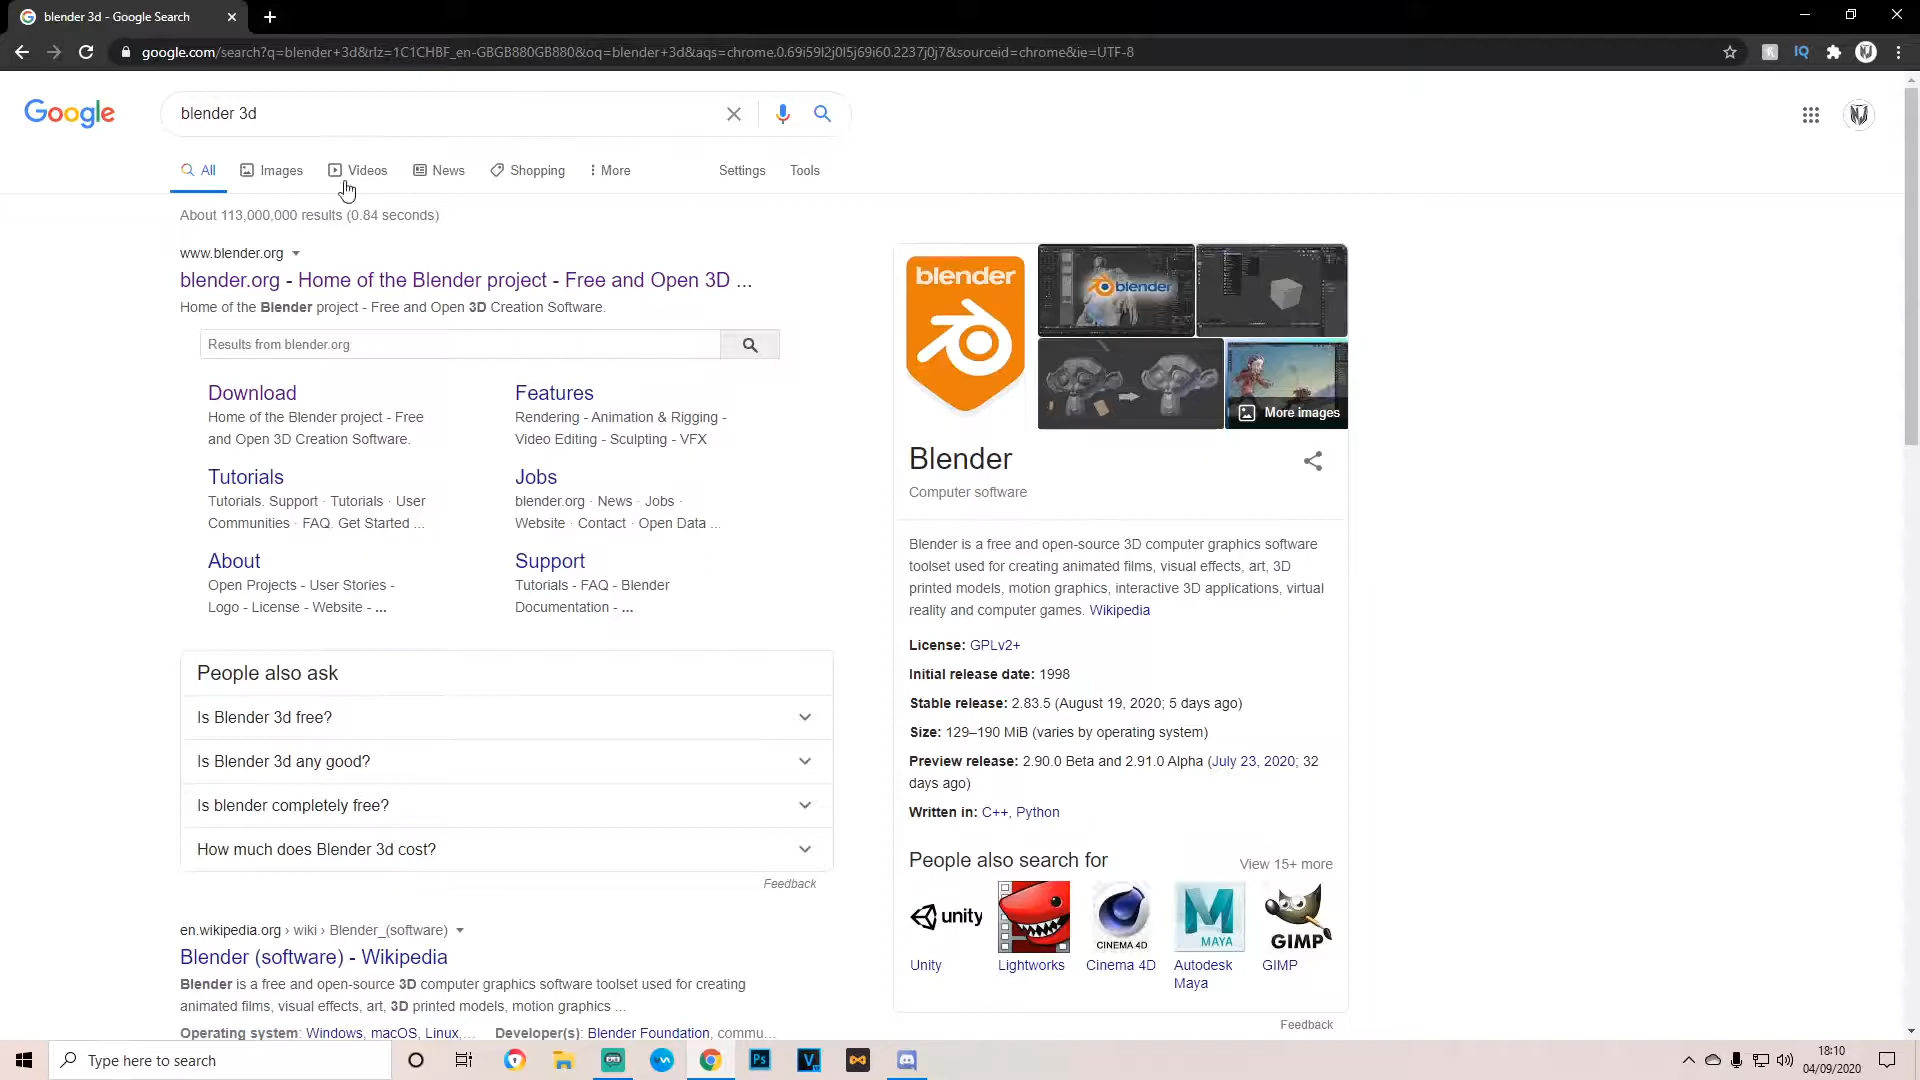 blender 3d - Google Search
google.com/search?q=blender+3d&rlz=1C1CHBF_en-GBGB880GB880&oq=blender+3d&aqs=chrome.0.69i59l2j0l5j69i60.2237j0j7&sourceid=chrome&ie=UTF-8
Google
blender 3d
All Images Videos News Shopping More Settings Tools
About 113,000,000 results (0.84 seconds)
www.blender.org
blender.org - Home of the Blender project - Free and Open 3D ...
Home of the Blender project - Free and Open 3D Creation Software.
Results from blender.org
Download
Home of the Blender project - Free
and Open 3D Creation Software.
Features
Rendering - Animation & Rigging -
Video Editing - Sculpting - VFX
Tutorials
Tutorials. Support · Tutorials · User
Communities · FAQ. Get Started ...
Jobs
blender.org · News · Jobs ·
Website · Contact · Open Data ...
About
Open Projects - User Stories -
Logo - License - Website - ...
Support
Tutorials - FAQ - Blender
Documentation - ...
People also ask
Is Blender 3d free?
Is Blender 3d any good?
Is blender completely free?
How much does Blender 3d cost?
Feedback
en.wikipedia.org › wiki › Blender_(software)
Blender (software) - Wikipedia
Blender is a free and open-source 3D computer graphics software toolset used for creating
animated films, visual effects, art, 3D printed models, motion graphics ...
Operating system: Windows, macOS, Linux,... Developer(s): Blender Foundation, commu...
blender
blender
More images
Blender
Computer software
Blender is a free and open-source 3D computer graphics software
toolset used for creating animated films, visual effects, art, 3D
printed models, motion graphics, interactive 3D applications, virtual
reality and computer games. Wikipedia
License: GPLv2+
Initial release date: 1998
Stable release: 2.83.5 (August 19, 2020; 5 days ago)
Size: 129–190 MiB (varies by operating system)
Preview release: 2.90.0 Beta and 2.91.0 Alpha (July 23, 2020; 32
days ago)
Written in: C++, Python
People also search for
View 15+ more
unity
CINEMA 4D
MAYA
GIMP
Unity
Lightworks
Cinema 4D
Autodesk
Maya
GIMP
Feedback
Type here to search
Ps
V
18:10
04/09/2020